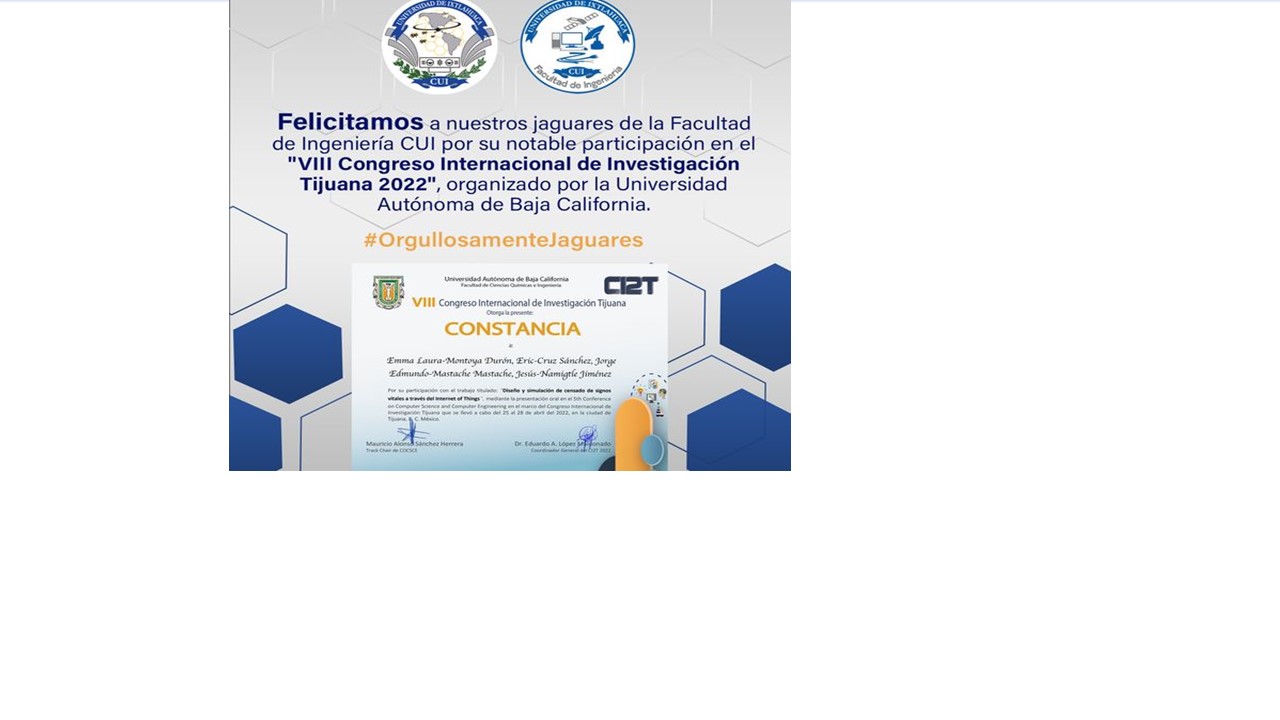 UNIVERSIDAD DE IXTLAHUACA
CUI
UNIVERSIDAD DE IXTLAHUACA
CUI
Facultad de Ingeniería
Felicitamos a nuestros jaguares de la Facultad
de Ingeniería CUI por su notable participación en el
"VIII Congreso Internacional de Investigación
Tijuana 2022", organizado por la Universidad
Autónoma de Baja California.
#OrgullosamenteJaguares
Universidad Autónoma de Baja California
Facultad de Ciencias Químicas e Ingeniería
CI2T
VIII Congreso Internacional de Investigación Tijuana
Otorga la presente:
CONSTANCIA
a:
Emma Laura-Montoya Durón, Eric-Cruz Sánchez, Jorge
Edmundo-Mastache Mastache, Jesús-Namigtle Jiménez
Por su participación con el trabajo titulado: "Diseño y simulación de censado de signos
vitales a través del Internet of Things", mediante la presentación oral en el 5th Conference
on Computer Science and Computer Engineering en el marco del Congreso Internacional de
Investigación Tijuana que se llevó a cabo del 25 al 28 de abril del 2022, en la ciudad de
Tijuana, B. C. México.
Mauricio Alonso Sánchez Herrera
Track Chair de COCSCE
Dr. Eduardo A. López Maldonado
Coordinador General del CI2T 2022